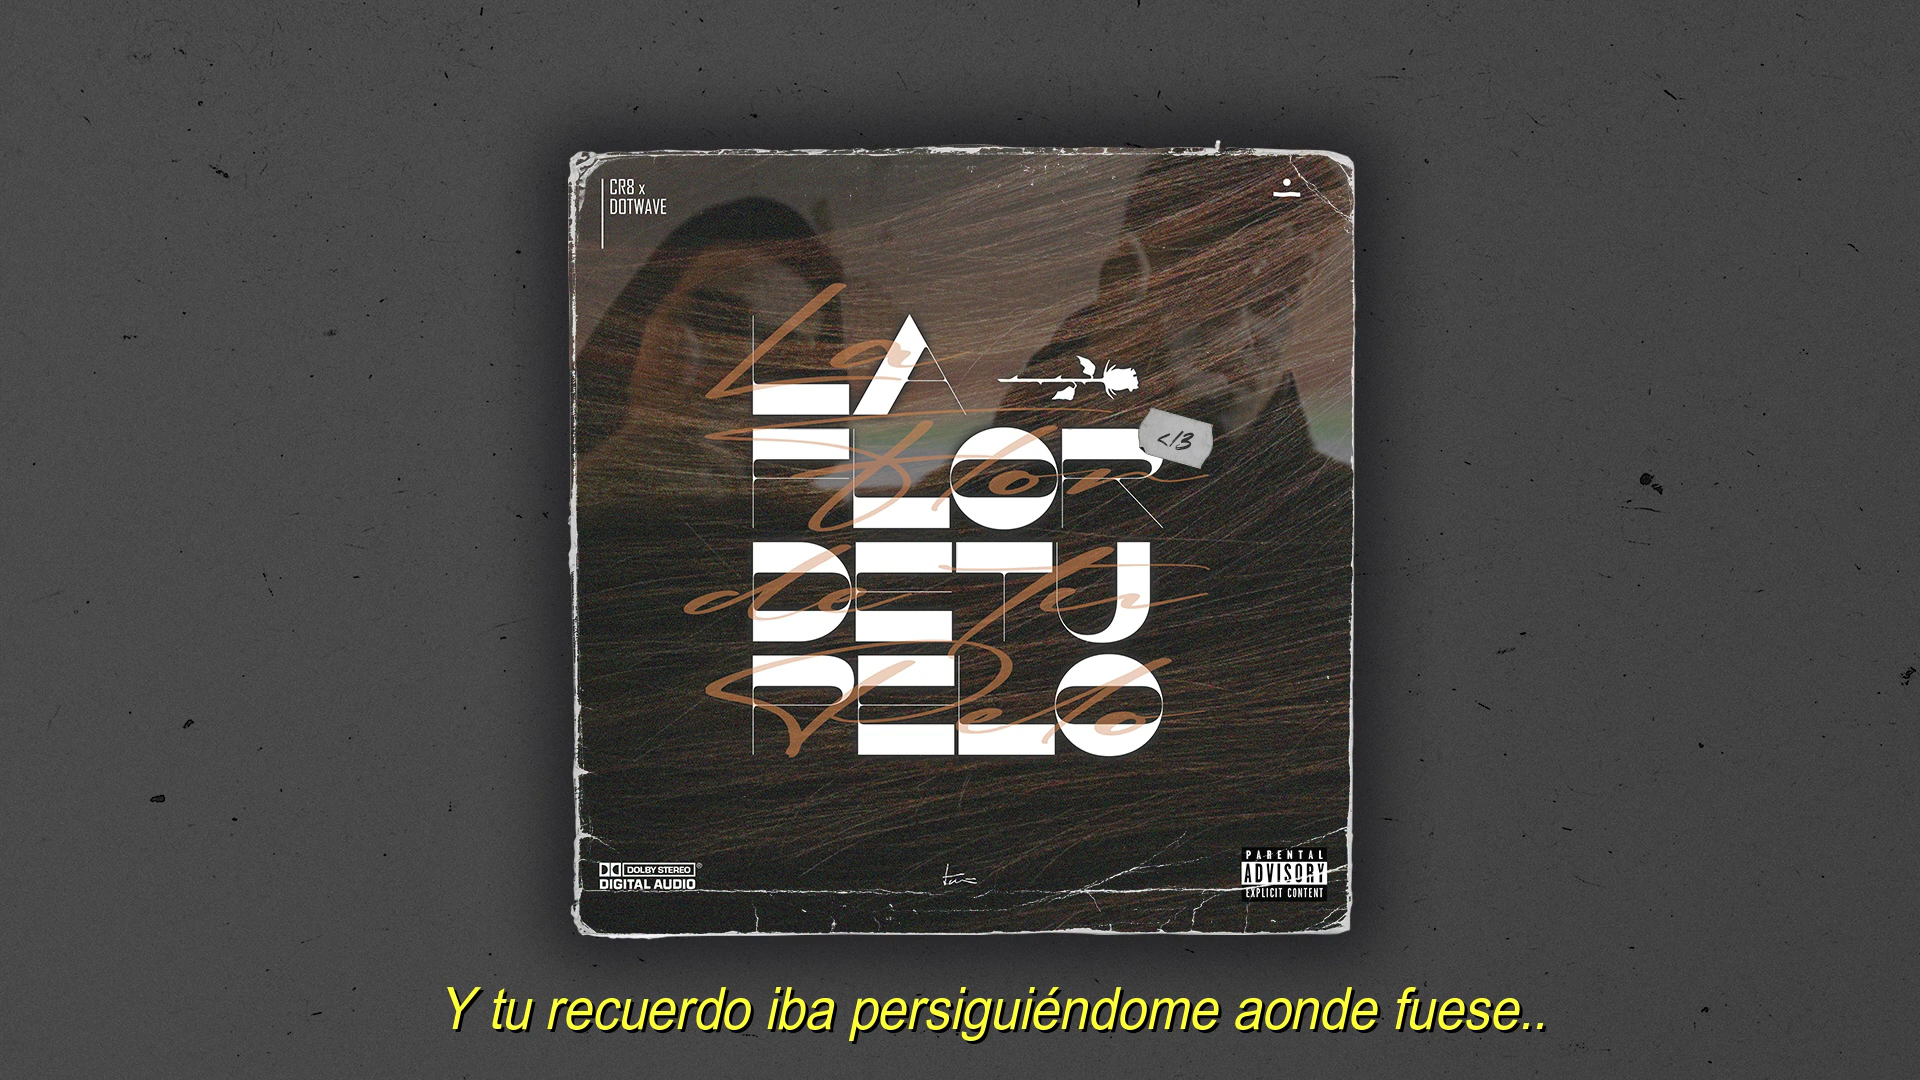 CR8 x
DOTWAVE
LA
FLOR
DE TU
PELO
La
Flor
de Tu
Pelo
DOLBY STEREO
DIGITAL AUDIO
PARENTAL
ADVISORY
EXPLICIT CONTENT
Y tu recuerdo iba persiguiéndome aonde fuese..